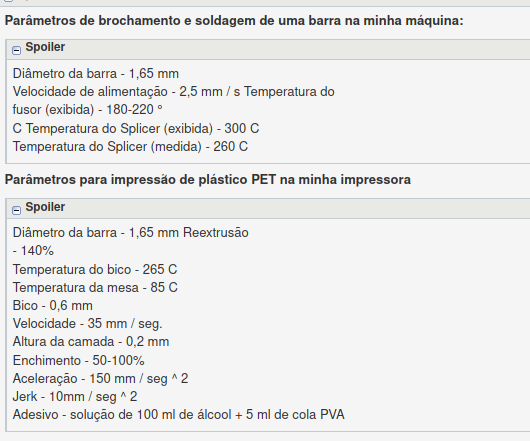 Parâmetros de brochamento e soldagem de uma barra na minha máquina:
Spoiler
Diâmetro da barra - 1,65 mm
Velocidade de alimentação - 2,5 mm / s Temperatura do
fusor (exibida) - 180-220 °
C Temperatura do Splicer (exibida) - 300 C
Temperatura do Splicer (medida) - 260 C
Parâmetros para impressão de plástico PET na minha impressora
Spoiler
Diâmetro da barra - 1,65 mm Reextrusão
- 140%
Temperatura do bico - 265 C
Temperatura da mesa - 85 C
Bico - 0,6 mm
Velocidade - 35 mm / seg.
Altura da camada - 0,2 mm
Enchimento - 50-100%
Aceleração - 150 mm / seg ^ 2
Jerk - 10mm / seg ^ 2
Adesivo - solução de 100 ml de álcool + 5 ml de cola PVA